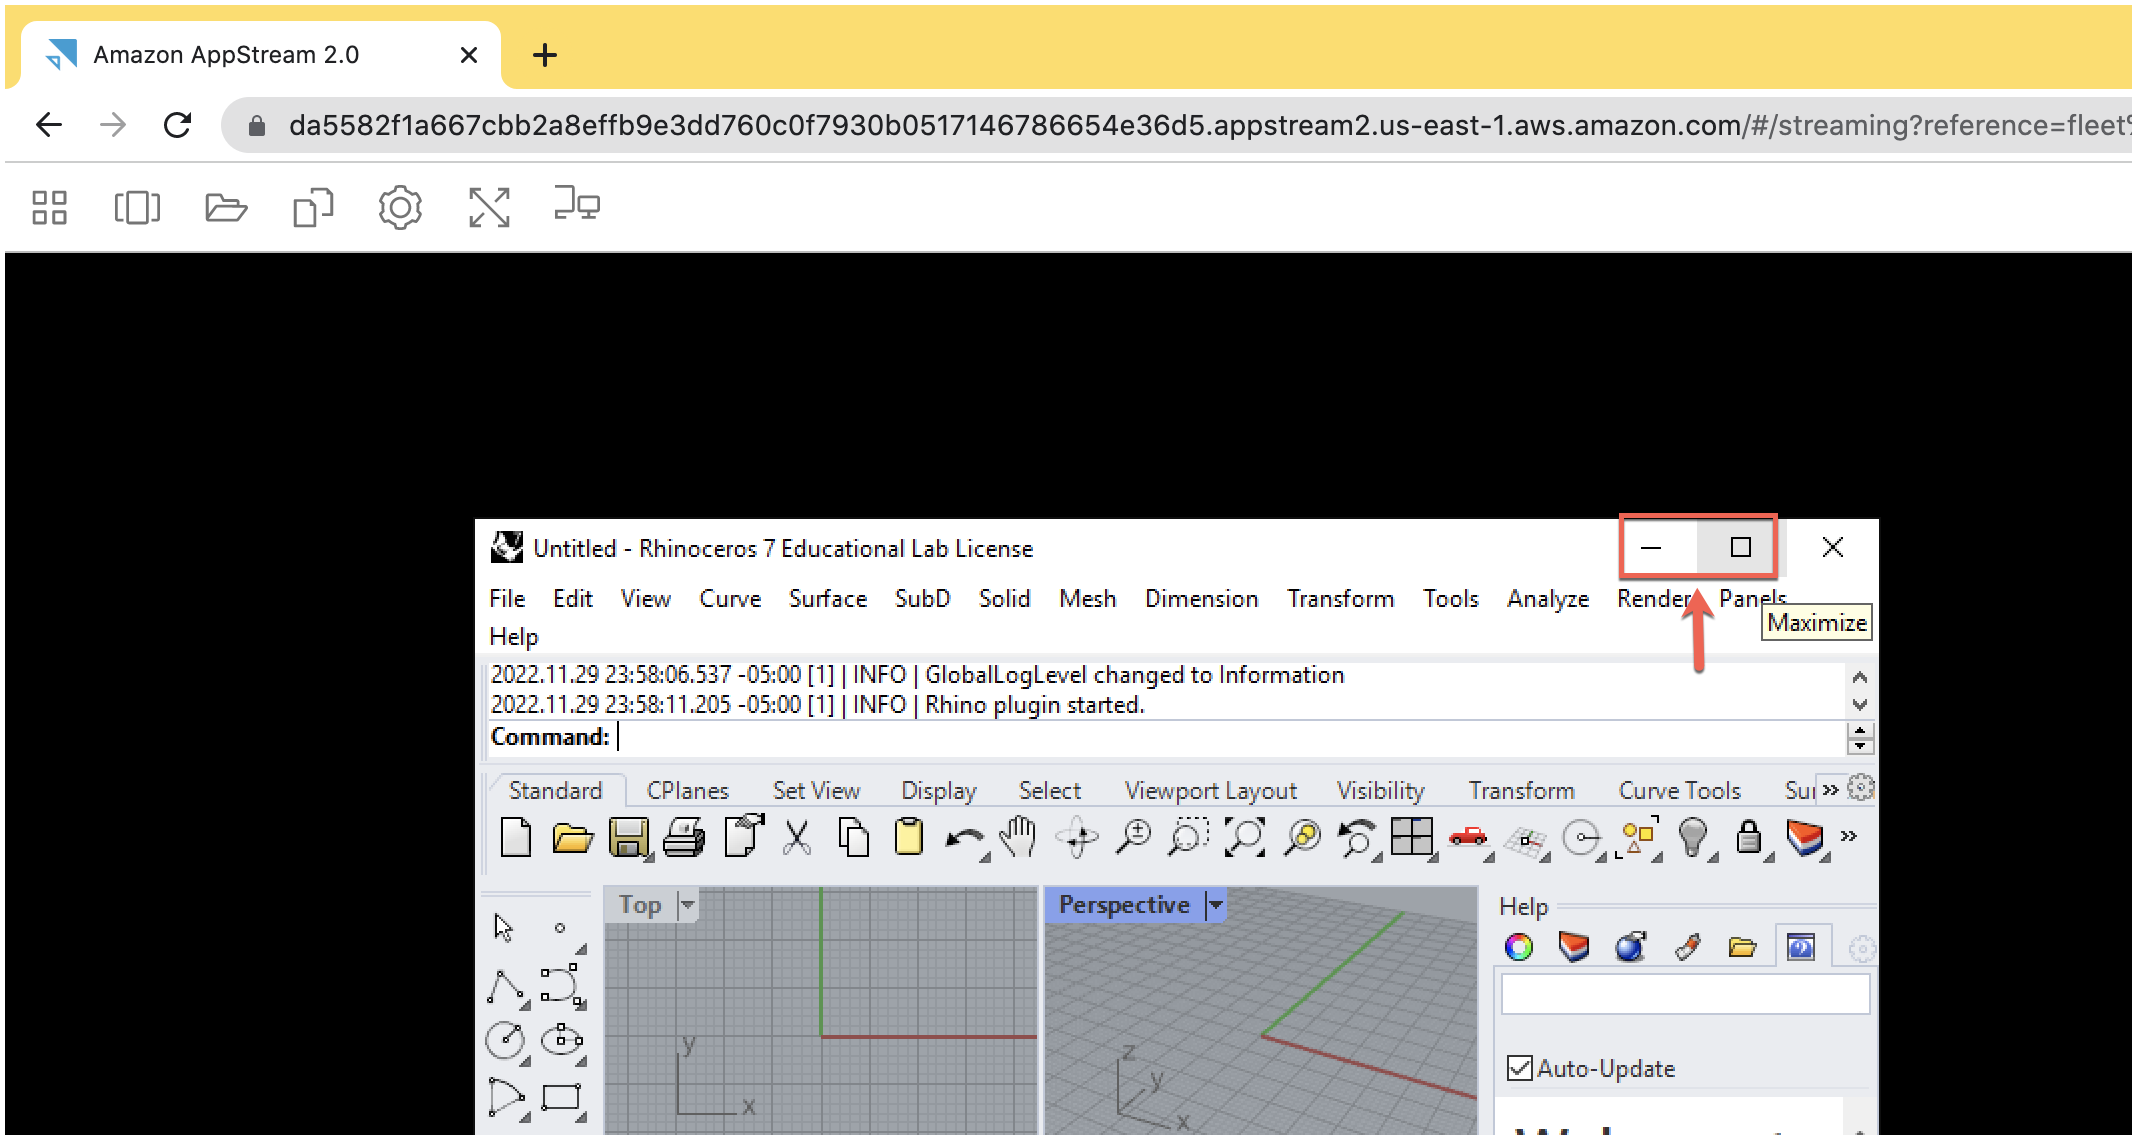 Amazon AppStream 2.0
da5582f1a667cbb2a8effb9e3dd760c0f7930b0517146786654e36d5.appstream2.us-east-1.aws.amazon.com/#/streaming?reference=fleet%
Untitled - Rhinoceros 7 Educational Lab License
File Edit View Curve Surface SubD Solid Mesh Dimension Transform Tools Analyze Render Panels
Maximize
Help
2022.11.29 23:58:06.537 -05:00 [1] | INFO | GlobalLogLevel changed to Information
2022.11.29 23:58:11.205 -05:00 [1] | INFO | Rhino plugin started.
Command:
Standard CPlanes Set View Display Select Viewport Layout Visibility Transform Curve Tools Sur
Top
Perspective
Help
y
x
z
y
x
Auto-Update